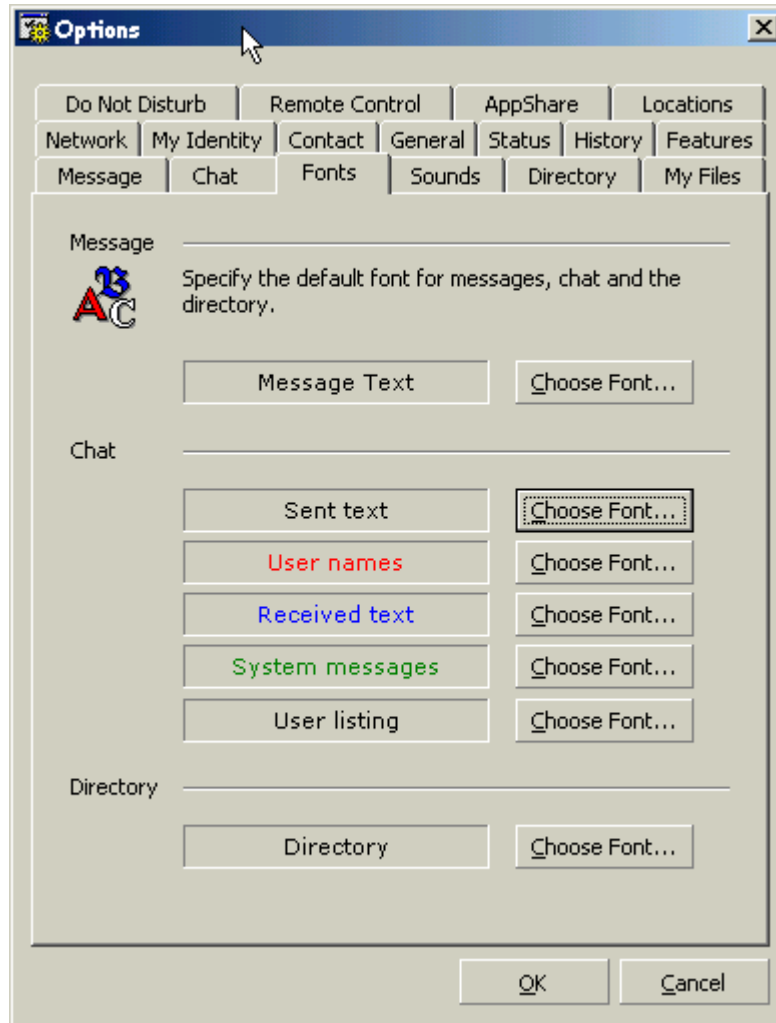 Options
Do Not Disturb Remote Control AppShare Locations
Network My Identity Contact General Status History Features
Message Chat Fonts Sounds Directory My Files
Message
Specify the default font for messages, chat and the
directory.
Message Text Choose Font...
Chat
Sent text Choose Font...
User names Choose Font...
Received text Choose Font...
System messages Choose Font...
User listing Choose Font...
Directory
Directory Choose Font...
OK Cancel